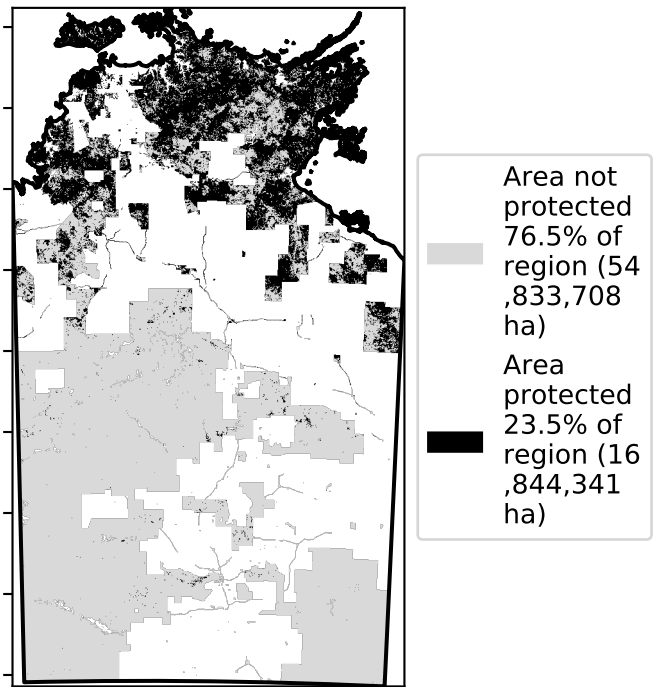 Area not
protected
76.5% of
region (54
,833,708
ha)
Area
protected
23.5% of
region (16
,844,341
ha)